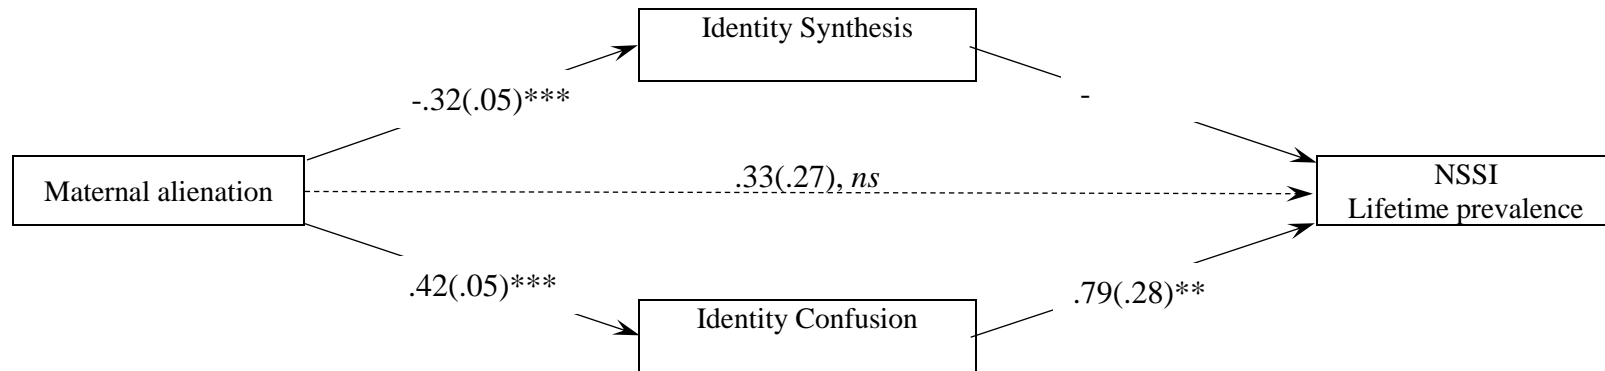 Identity Synthesis
-.32(.05)***
-
Maternal alienation
.33(.27), ns
NSSI
Lifetime prevalence
.42(.05)***
.79(.28)**
Identity Confusion